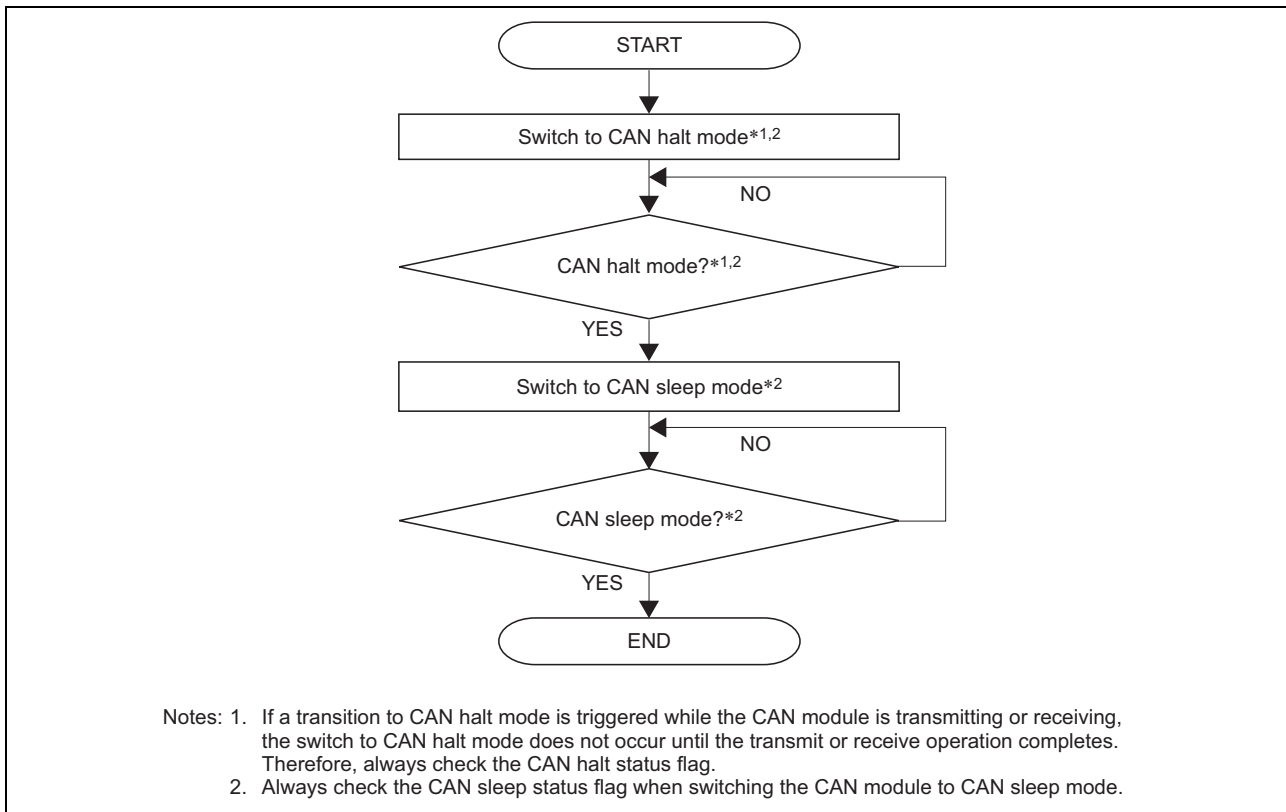 START
Switch to CAN halt mode*1,2
NO
CAN halt mode?*1,2
YES
Switch to CAN sleep mode*2
NO
CAN sleep mode?*2
YES
END
Notes: 1. If a transition to CAN halt mode is triggered while the CAN module is transmitting or receiving,
the switch to CAN halt mode does not occur until the transmit or receive operation completes.
Therefore, always check the CAN halt status flag.
2. Always check the CAN sleep status flag when switching the CAN module to CAN sleep mode.